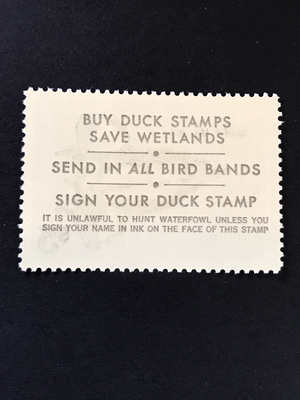 BUY DUCK STAMPS
SAVE WETLANDS
SEND IN ALL BIRD BANDS
SIGN YOUR DUCK STAMP
IT IS UNLAWFUL TO HUNT WATERFOWL UNLESS YOU
SIGN YOUR NAME IN INK ON THE FACE OF THIS STAMP